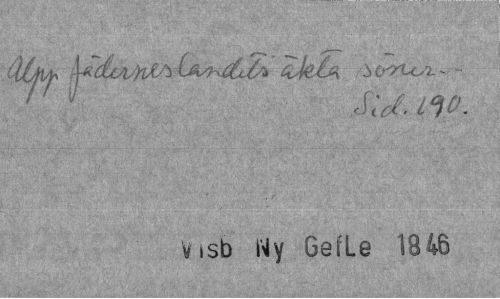 Upp fäderneslandets äkta söner...
Sid. 190.
Visb Ny Gefle 1846